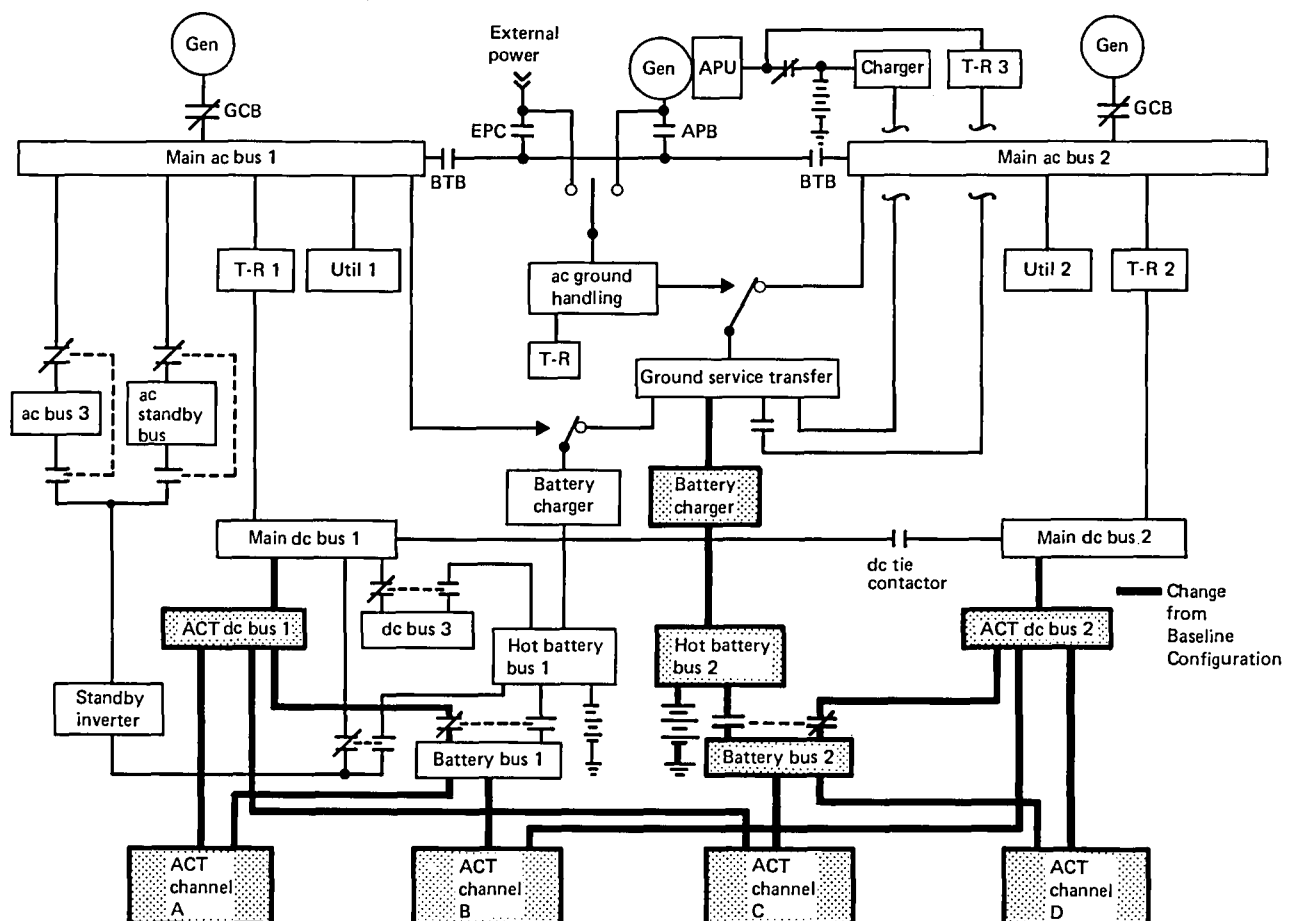 Gen
External
power
Gen
APU
Charger
T-R 3
Gen
GCB
EPC
APB
GCB
Main ac bus 1
BTB
BTB
Main ac bus 2
T-R 1
Util 1
ac ground
handling
Util 2
T-R 2
T-R
Ground service transfer
ac bus 3
ac
standby
bus
Battery
charger
Battery
charger
Main dc bus 1
dc tie
contactor
Main dc bus 2
Change
from
Baseline
Configuration
ACT dc bus 1
dc bus 3
Hot battery
bus 1
Hot battery
bus 2
ACT dc bus 2
Standby
inverter
Battery bus 1
Battery bus 2
ACT
channel
A
ACT
channel
B
ACT
channel
C
ACT
channel
D